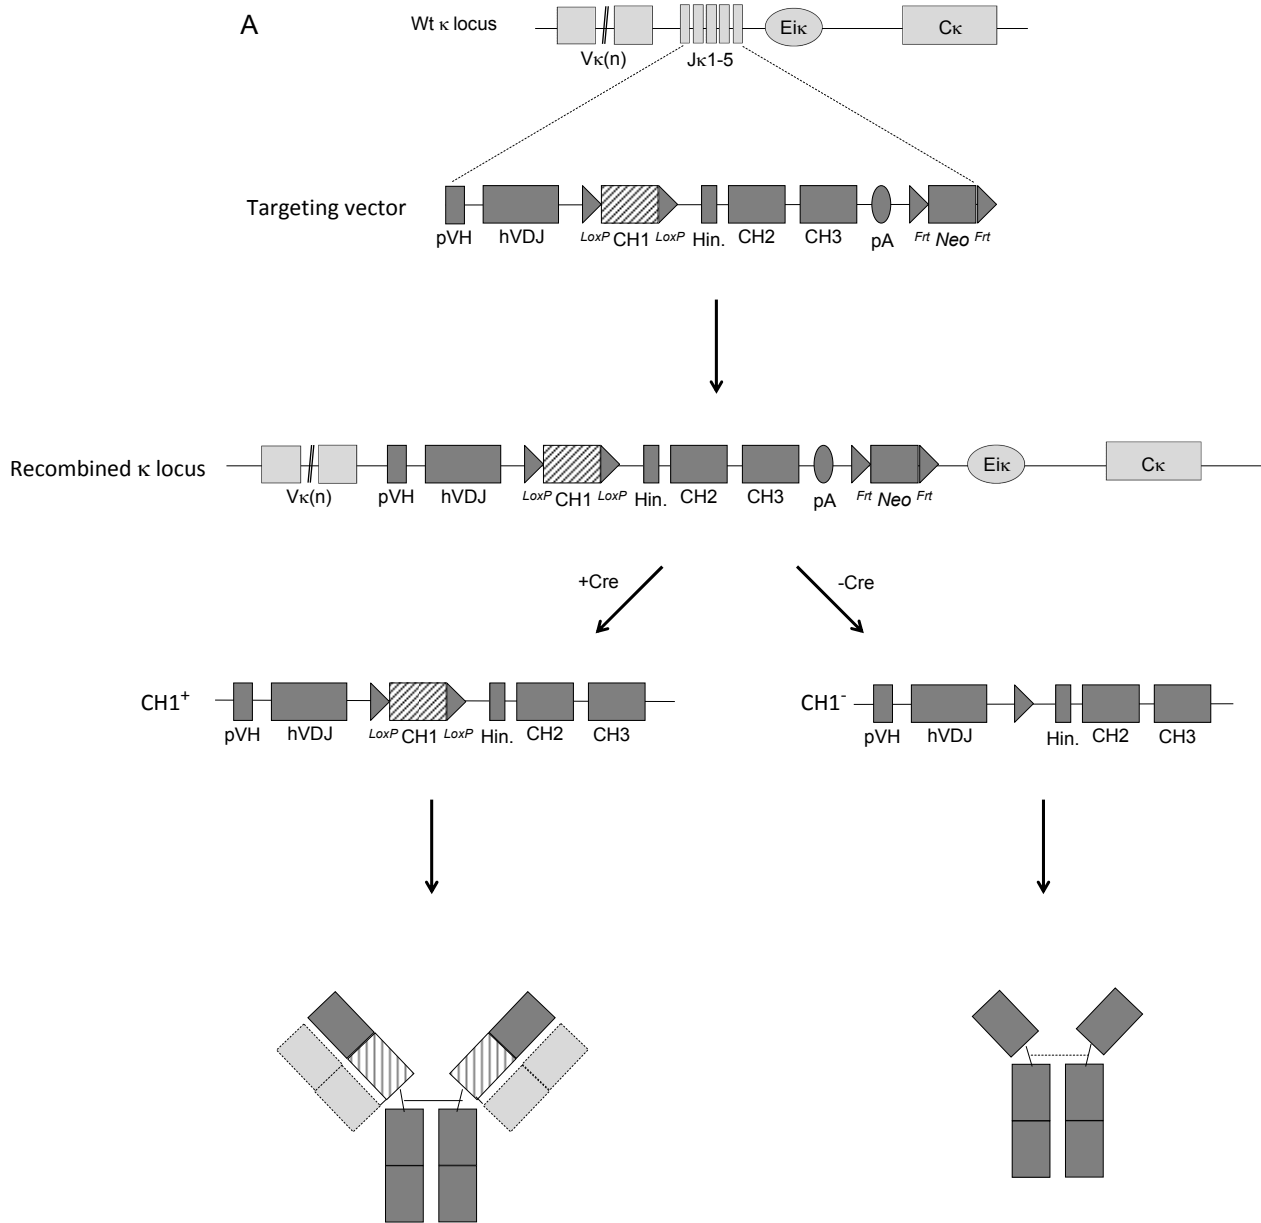 A
Wt κ locus
Eiκ
Cκ
Vκ(n)
Jκ1-5
Targeting vector
pVH hVDJ LoxP CH1 LoxP Hin. CH2 CH3 pA Frt Neo Frt
Recombined κ locus
Eiκ
Cκ
Vκ(n) pVH hVDJ LoxP CH1 LoxP Hin. CH2 CH3 pA Frt Neo Frt
+Cre
-Cre
CH1+
pVH hVDJ LoxP CH1 LoxP Hin. CH2 CH3
CH1-
pVH hVDJ Hin. CH2 CH3